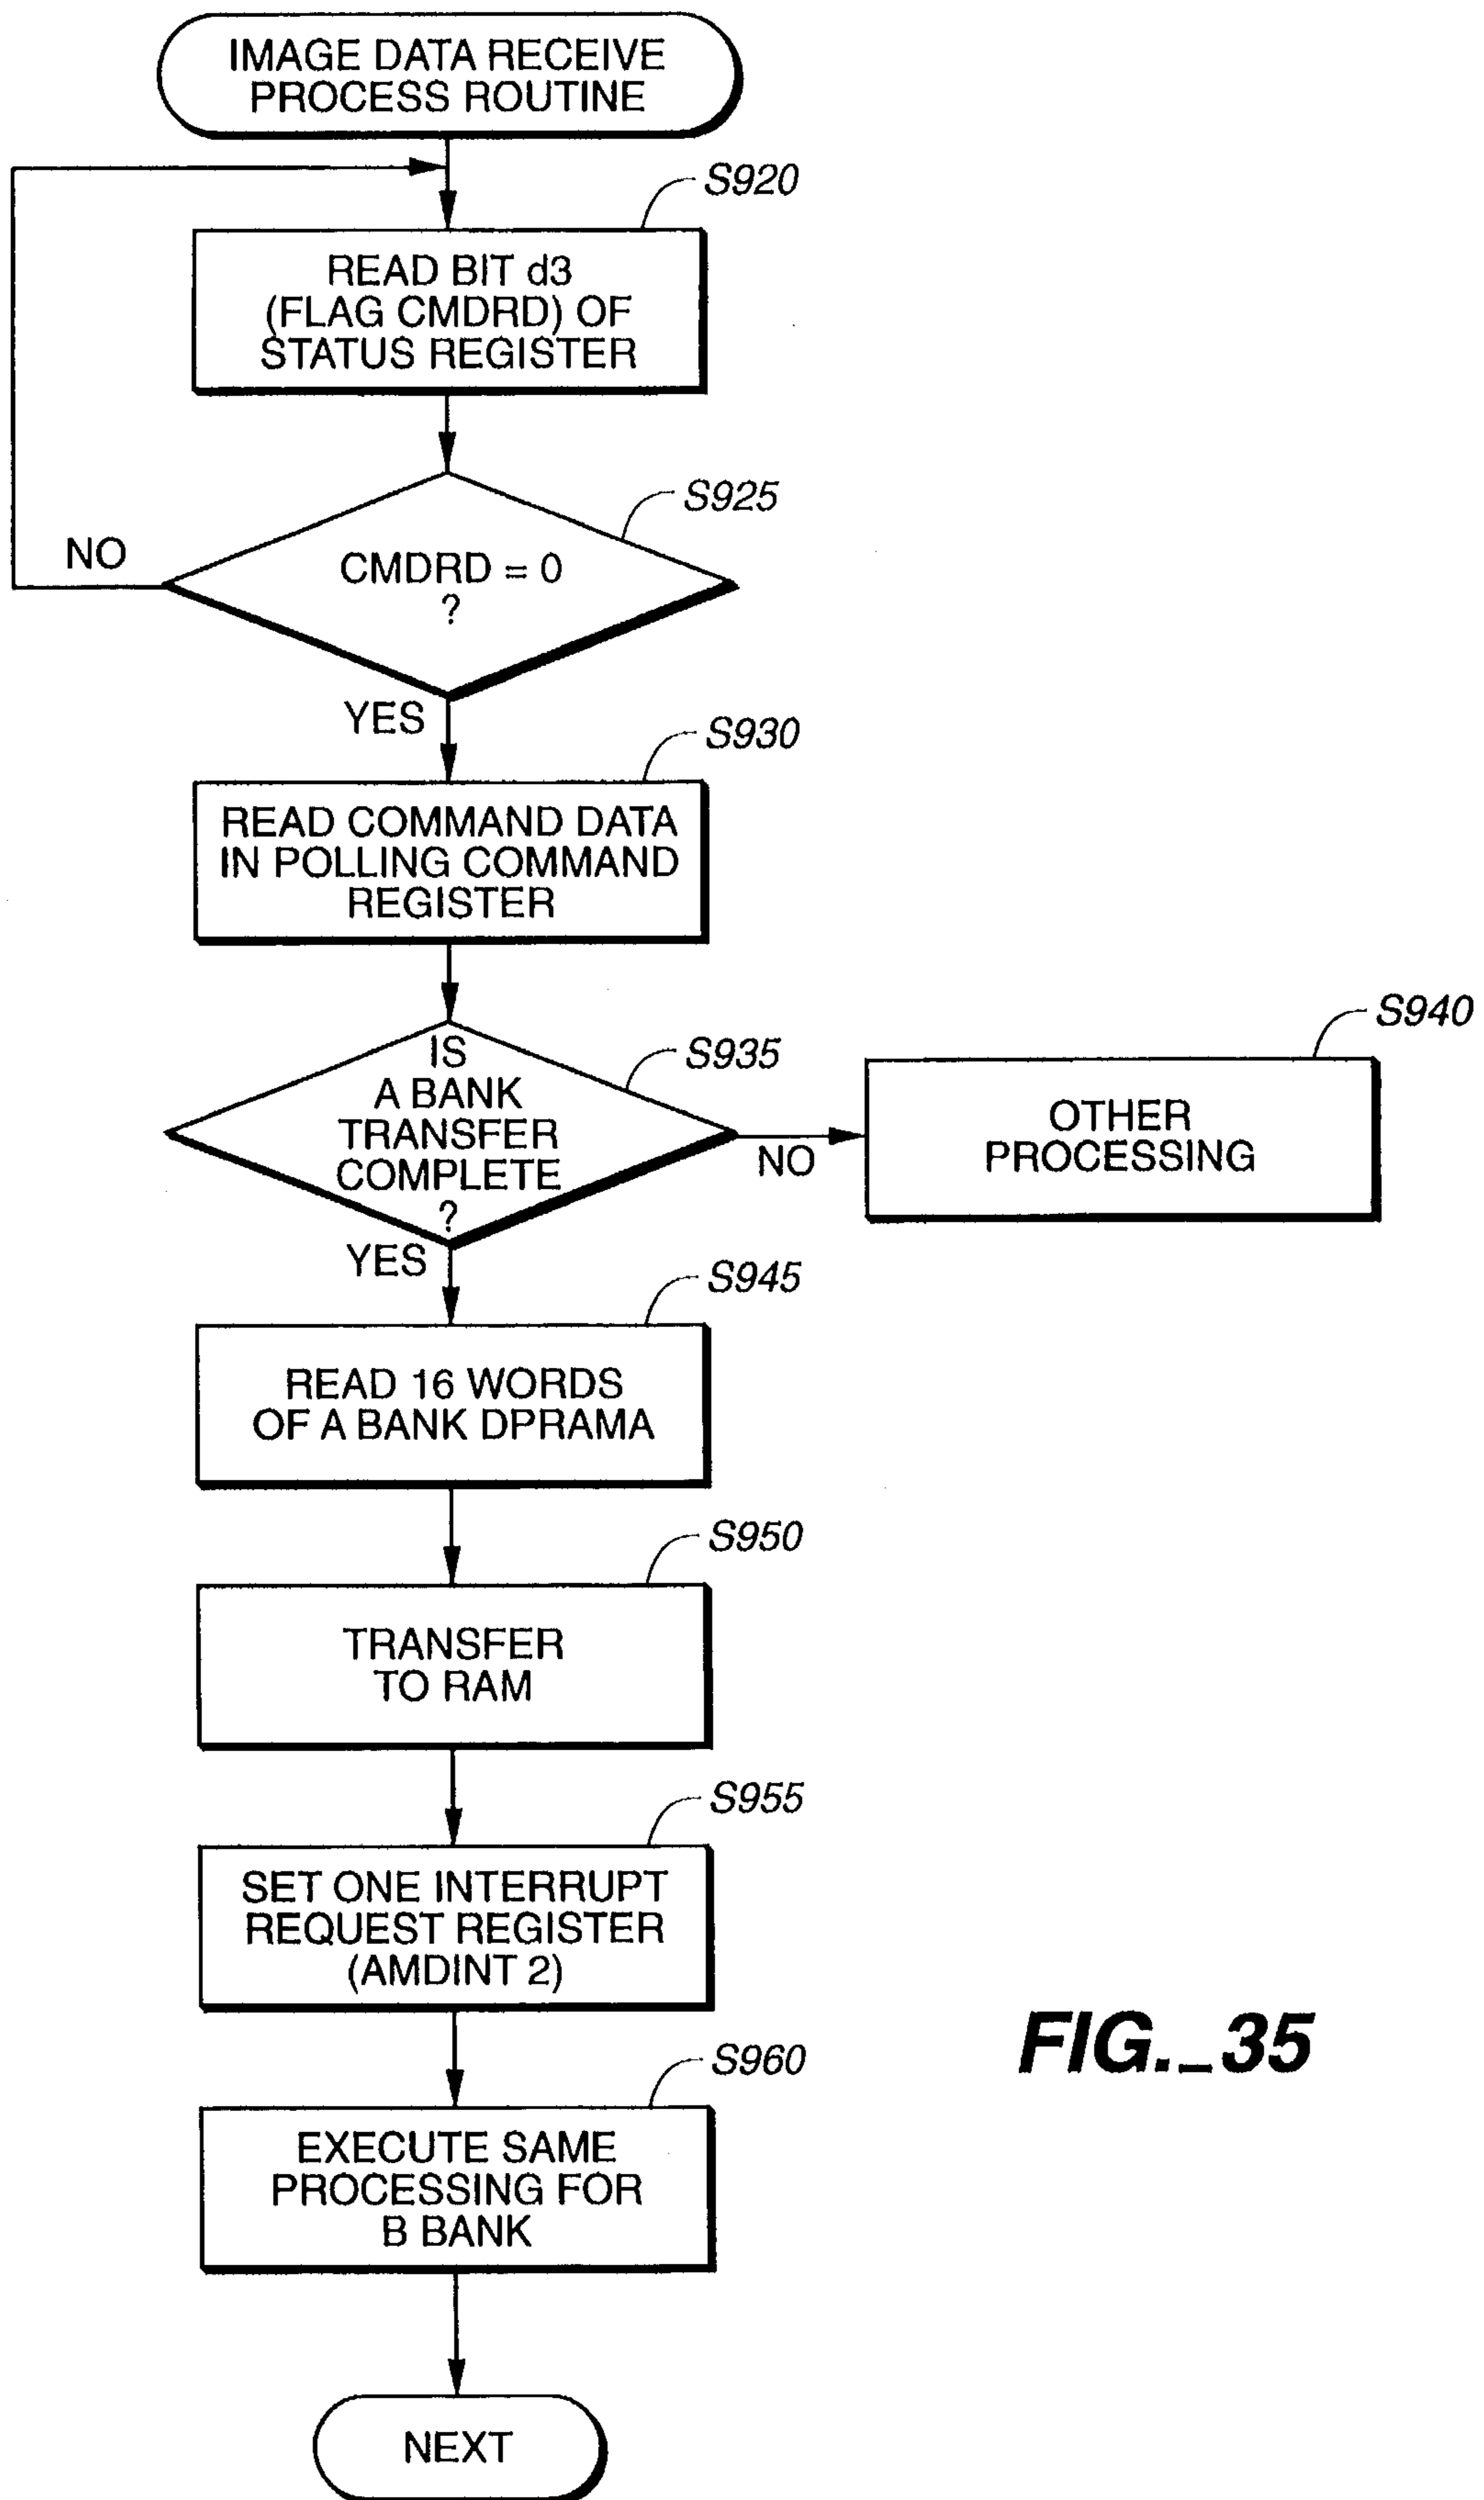 IMAGE DATA RECEIVE
PROCESS ROUTINE
S920
READ BIT d3
(FLAG CMDRD) OF
STATUS REGISTER
S925
NO
CMDRD = 0
?
YES
S930
READ COMMAND DATA
IN POLLING COMMAND
REGISTER
S935
IS
A BANK
TRANSFER
COMPLETE
?
NO
S940
OTHER
PROCESSING
YES
S945
READ 16 WORDS
OF A BANK DPRAMA
S950
TRANSFER
TO RAM
S955
SET ONE INTERRUPT
REQUEST REGISTER
(AMDINT 2)
S960
EXECUTE SAME
PROCESSING FOR
B BANK
NEXT
FIG._35